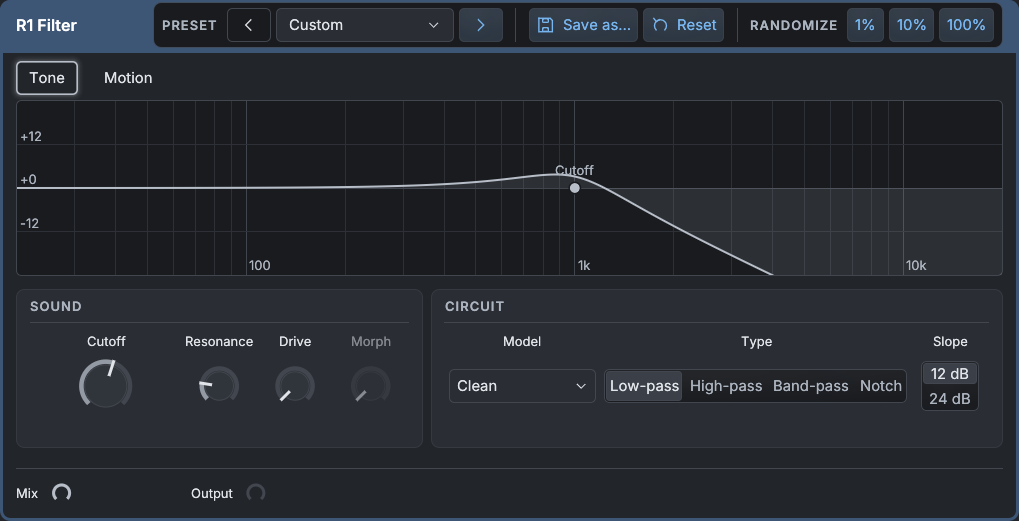 R1 Filter PRESET Custom Save as... Reset RANDOMIZE 1% 10% 100%
Tone Motion
+12
Cutoff
+0
-12
100 1k 10k
SOUND CIRCUIT
Cutoff Resonance Drive Morph Model Type Slope
Clean Low-pass High-pass Band-pass Notch 12 dB
24 dB
Mix Output